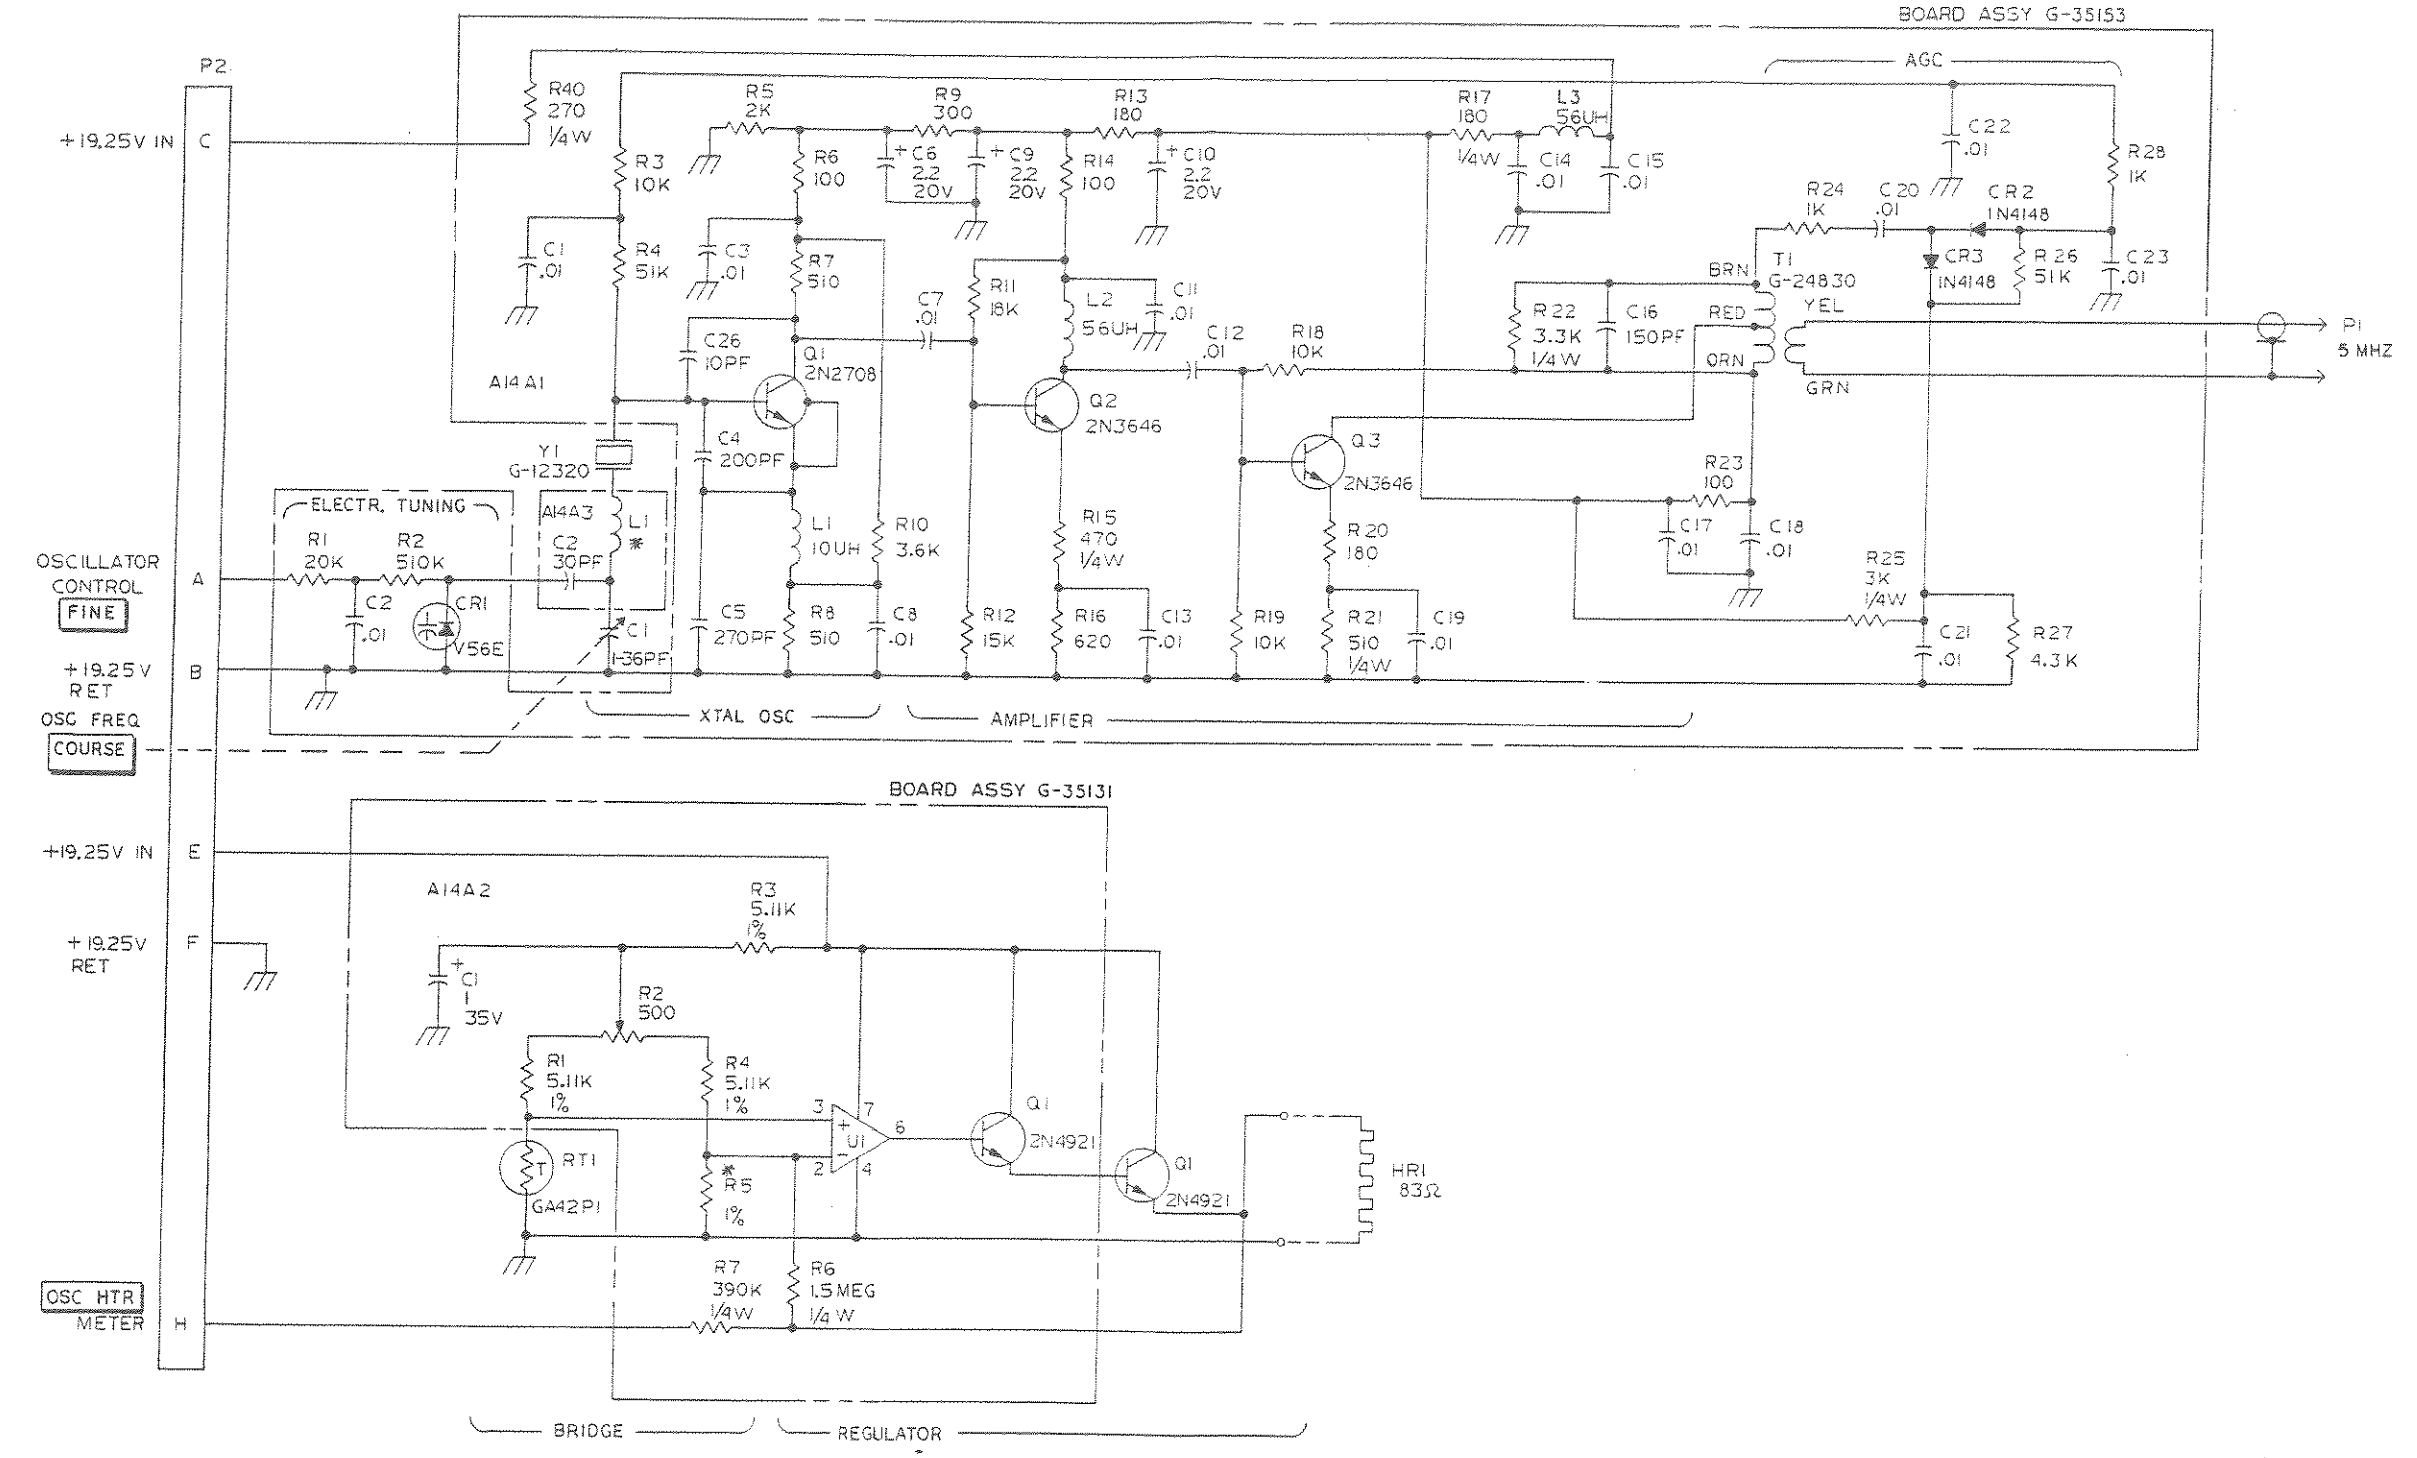 BOARD ASSY G-35153
P2
+19.25V IN
C
R40
270
1/4W
R3
10K
R5
2K
R6
100
R9
300
+
C6
2.2
20V
+
C9
2.2
20V
R13
180
R14
100
+
C10
2.2
20V
R17
180
1/4W
L3
56UH
C14
.01
C15
.01
AGC
C22
.01
R28
1K
R24
1K
C20
.01
CR2
1N4148
C1
.01
R4
51K
C3
.01
R7
510
C7
.01
R11
18K
L2
56UH
C11
.01
C12
.01
R18
10K
R22
3.3K
1/4W
C16
150PF
BRN
RED
ORN
T1
G-24830
YEL
GRN
CR3
1N4148
R26
51K
C23
.01
P1
5 MHZ
A14A1
C26
10PF
Q1
2N2708
Q2
2N3646
Q3
2N3646
Y1
G-12320
C4
200PF
R23
100
C17
.01
C18
.01
ELECTR. TUNING
A14A3
L1
*
C2
30PF
L1
10UH
R10
3.6K
R15
470
1/4W
R20
180
R25
3K
1/4W
OSCILLATOR
CONTROL
FINE
A
R1
20K
R2
510K
C2
.01
CR1
V56E
C1
1-36PF
C5
270PF
R8
510
C8
.01
R12
15K
R16
620
C13
.01
R19
10K
R21
510
1/4W
C19
.01
C21
.01
R27
4.3K
+19.25V
RET
B
OSC FREQ
COURSE
XTAL OSC
AMPLIFIER
BOARD ASSY G-35131
+19.25V IN
E
A14A2
R3
5.11K
1%
+19.25V
RET
F
+
C1
1
35V
R2
500
R1
5.11K
1%
R4
5.11K
1%
3
7
+
U1
6
-
2
4
Q1
2N4921
Q1
2N4921
RT1
T
GA42P1
*
R5
1%
HR1
83Ω
R7
390K
1/4W
R6
1.5MEG
1/4W
OSC HTR
METER
H
BRIDGE
REGULATOR